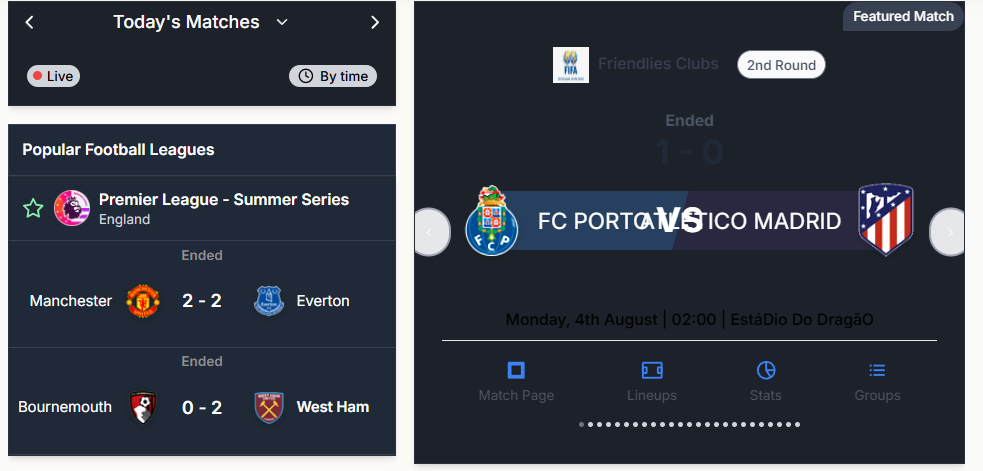 Today's Matches
Live
By time
Popular Football Leagues
Premier League - Summer Series
England
Ended
Manchester 2 - 2 Everton
Ended
Bournemouth 0 - 2 West Ham
Featured Match
FIFA
Friendlies Clubs 2nd Round
Ended
1 - 0
FC PORTO VS ATLÉTICO MADRID
Monday, 4th August | 02:00 | EstáDio Do DragãO
Match Page Lineups Stats Groups